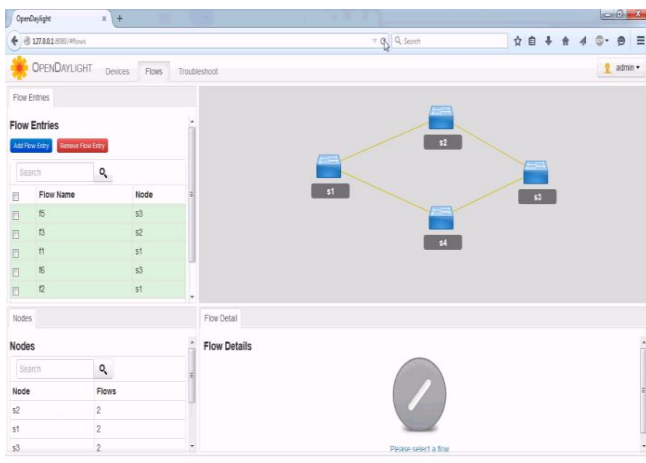 OpenDaylight
127.0.0.1:8080/#flows
Search
OPENDAYLIGHT
Devices
Flows
Troubleshoot
admin
Flow Entries
Flow Entries
Add Flow Entry
Remove Flow Entry
Search
Flow Name Node
f5 s3
f3 s2
f1 s1
f6 s3
f2 s1
s2
s1
s3
s4
Nodes
Nodes
Search
Node Flows
s2 2
s1 2
s3 2
Flow Detail
Flow Details
Please select a flow